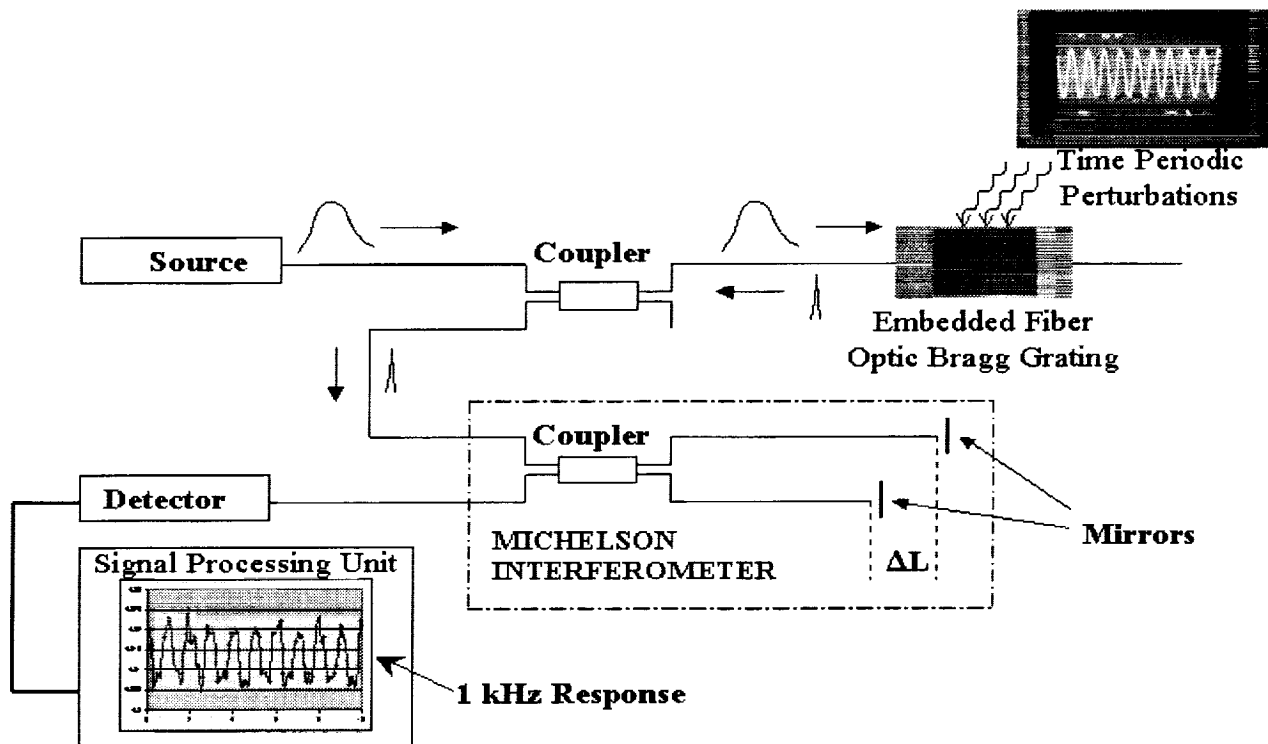 Time Periodic
Perturbations
Source
Coupler
Embedded Fiber
Optic Bragg Grating
Coupler
Detector
Mirrors
MICHELSON
INTERFEROMETER
ΔL
Signal Processing Unit
1 kHz Response